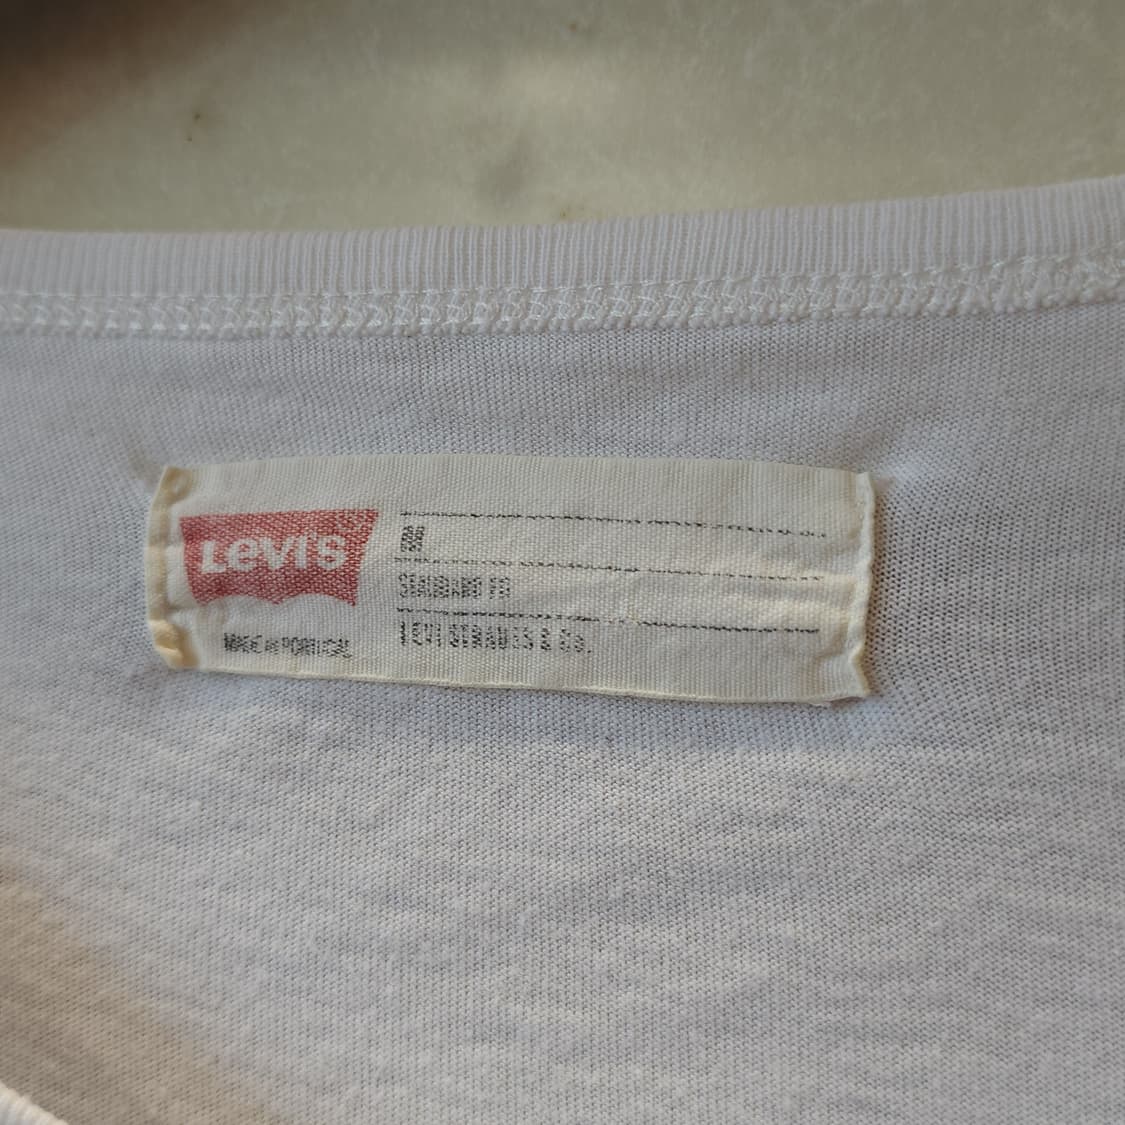 Levi's
M
STANDARD FIT
LEVI STRAUSS & CO.
MADE IN PORTUGAL